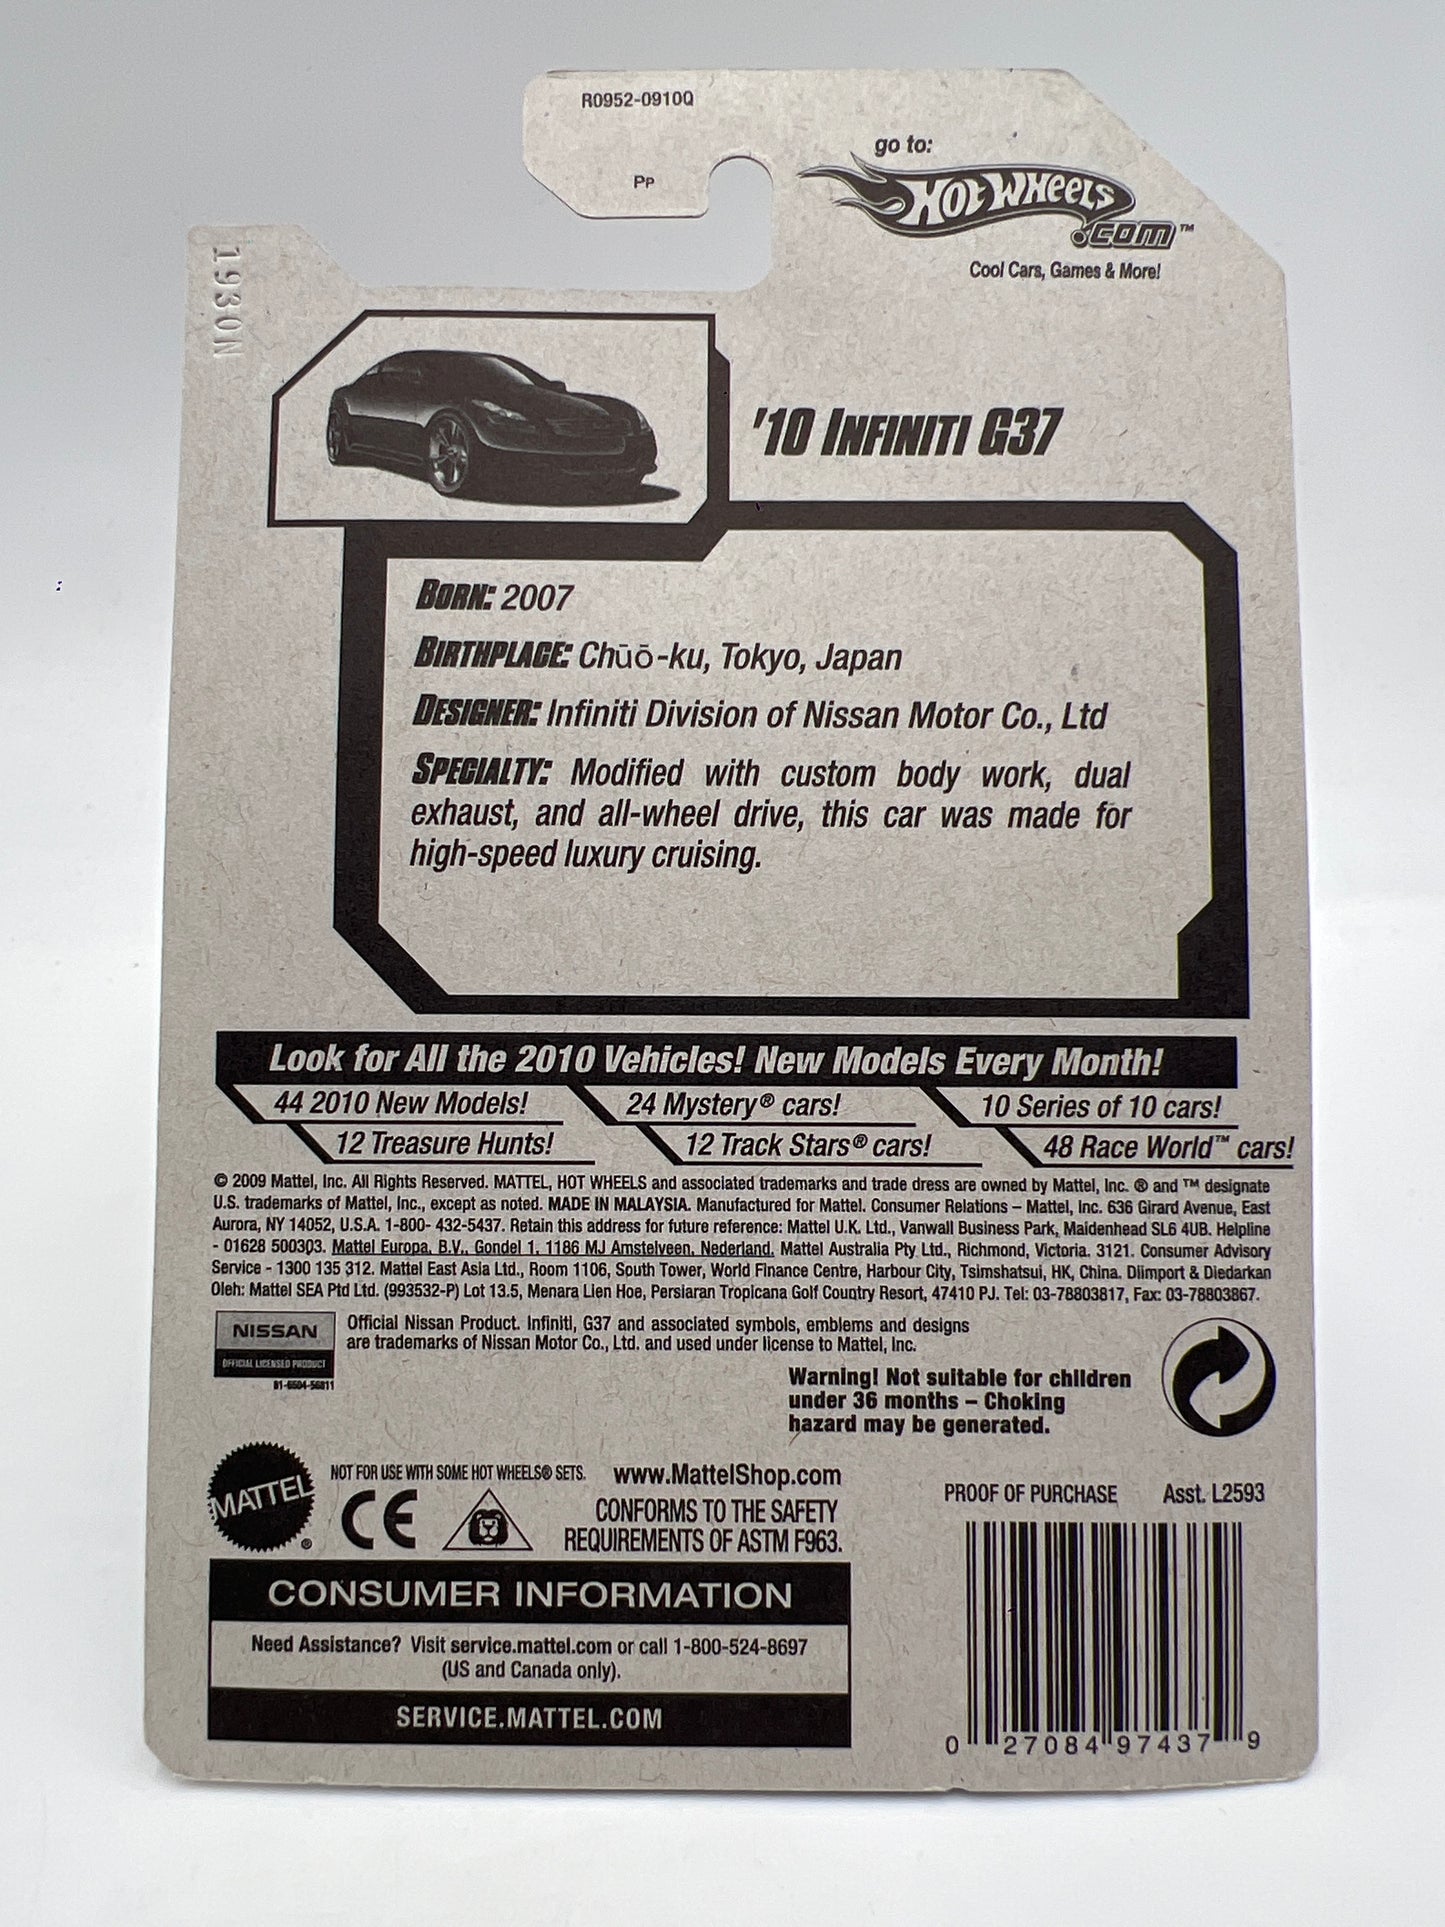 R0952-0910Q
PP
go to:
HOT WHeeLS
.COM™
Cool Cars, Games & More!
1930N
'10 INFINITI G37
BORN: 2007
BIRTHPLACE: Chūō-ku, Tokyo, Japan
DESIGNER: Infiniti Division of Nissan Motor Co., Ltd
SPECIALTY: Modified with custom body work, dual
exhaust, and all-wheel drive, this car was made for
high-speed luxury cruising.
Look for All the 2010 Vehicles! New Models Every Month!
44 2010 New Models! 24 Mystery® cars! 10 Series of 10 cars!
12 Treasure Hunts! 12 Track Stars® cars! 48 Race World™ cars!
© 2009 Mattel, Inc. All Rights Reserved. MATTEL, HOT WHEELS and associated trademarks and trade dress are owned by Mattel, Inc. ® and ™ designate
U.S. trademarks of Mattel, Inc., except as noted. MADE IN MALAYSIA. Manufactured for Mattel. Consumer Relations – Mattel, Inc. 636 Girard Avenue, East
Aurora, NY 14052, U.S.A. 1-800- 432-5437. Retain this address for future reference: Mattel U.K. Ltd., Vanwall Business Park, Maidenhead SL6 4UB. Helpline
- 01628 500303. Mattel Europa, B.V., Gondel 1, 1186 MJ Amstelveen, Nederland. Mattel Australia Pty. Ltd., Richmond, Victoria. 3121. Consumer Advisory
Service - 1300 135 312. Mattel East Asia Ltd., Room 1106, South Tower, World Finance Centre, Harbour City, Tsimshatsui, HK, China. Diimport & Diedarkan
Oleh: Mattel SEA Ptd Ltd. (993532-P) Lot 13.5, Menara Lien Hoe, Persiaran Tropicana Golf Country Resort, 47410 PJ. Tel: 03-78803817, Fax: 03-78803867.
NISSAN
OFFICIAL LICENSED PRODUCT
01-6504-56811
Official Nissan Product. Infiniti, G37 and associated symbols, emblems and designs
are trademarks of Nissan Motor Co., Ltd. and used under license to Mattel, Inc.
Warning! Not suitable for children
under 36 months – Choking
hazard may be generated.
MATTEL®
NOT FOR USE WITH SOME HOT WHEELS® SETS. www.MattelShop.com
CE
CONFORMS TO THE SAFETY
REQUIREMENTS OF ASTM F963.
PROOF OF PURCHASE Asst. L2593
CONSUMER INFORMATION
Need Assistance? Visit service.mattel.com or call 1-800-524-8697
(US and Canada only).
SERVICE.MATTEL.COM
0 27084 97437 9